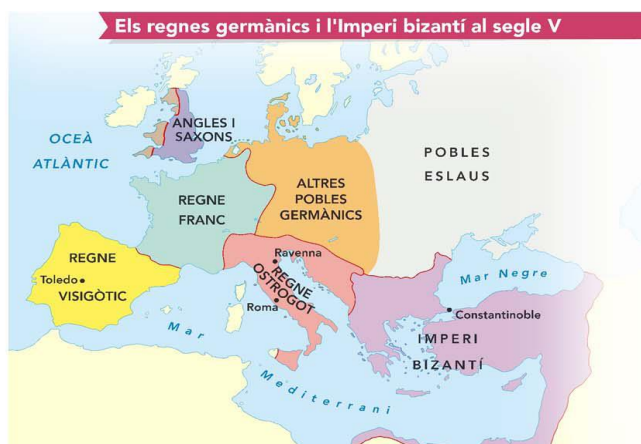 Els regnes germànics i l'Imperi bizantí al segle V
ANGLES I
SAXONS
OCEÀ
ATLÀNTIC
POBLES
ESLAUS
REGNE
FRANC
ALTRES
POBLES
GERMÀNICS
REGNE
Toledo
VISIGÒTIC
Ravenna
REGNE
OSTROGOT
Roma
Mar Negre
Constantinoble
IMPERI
BIZANTÍ
Mar
Mediterrani